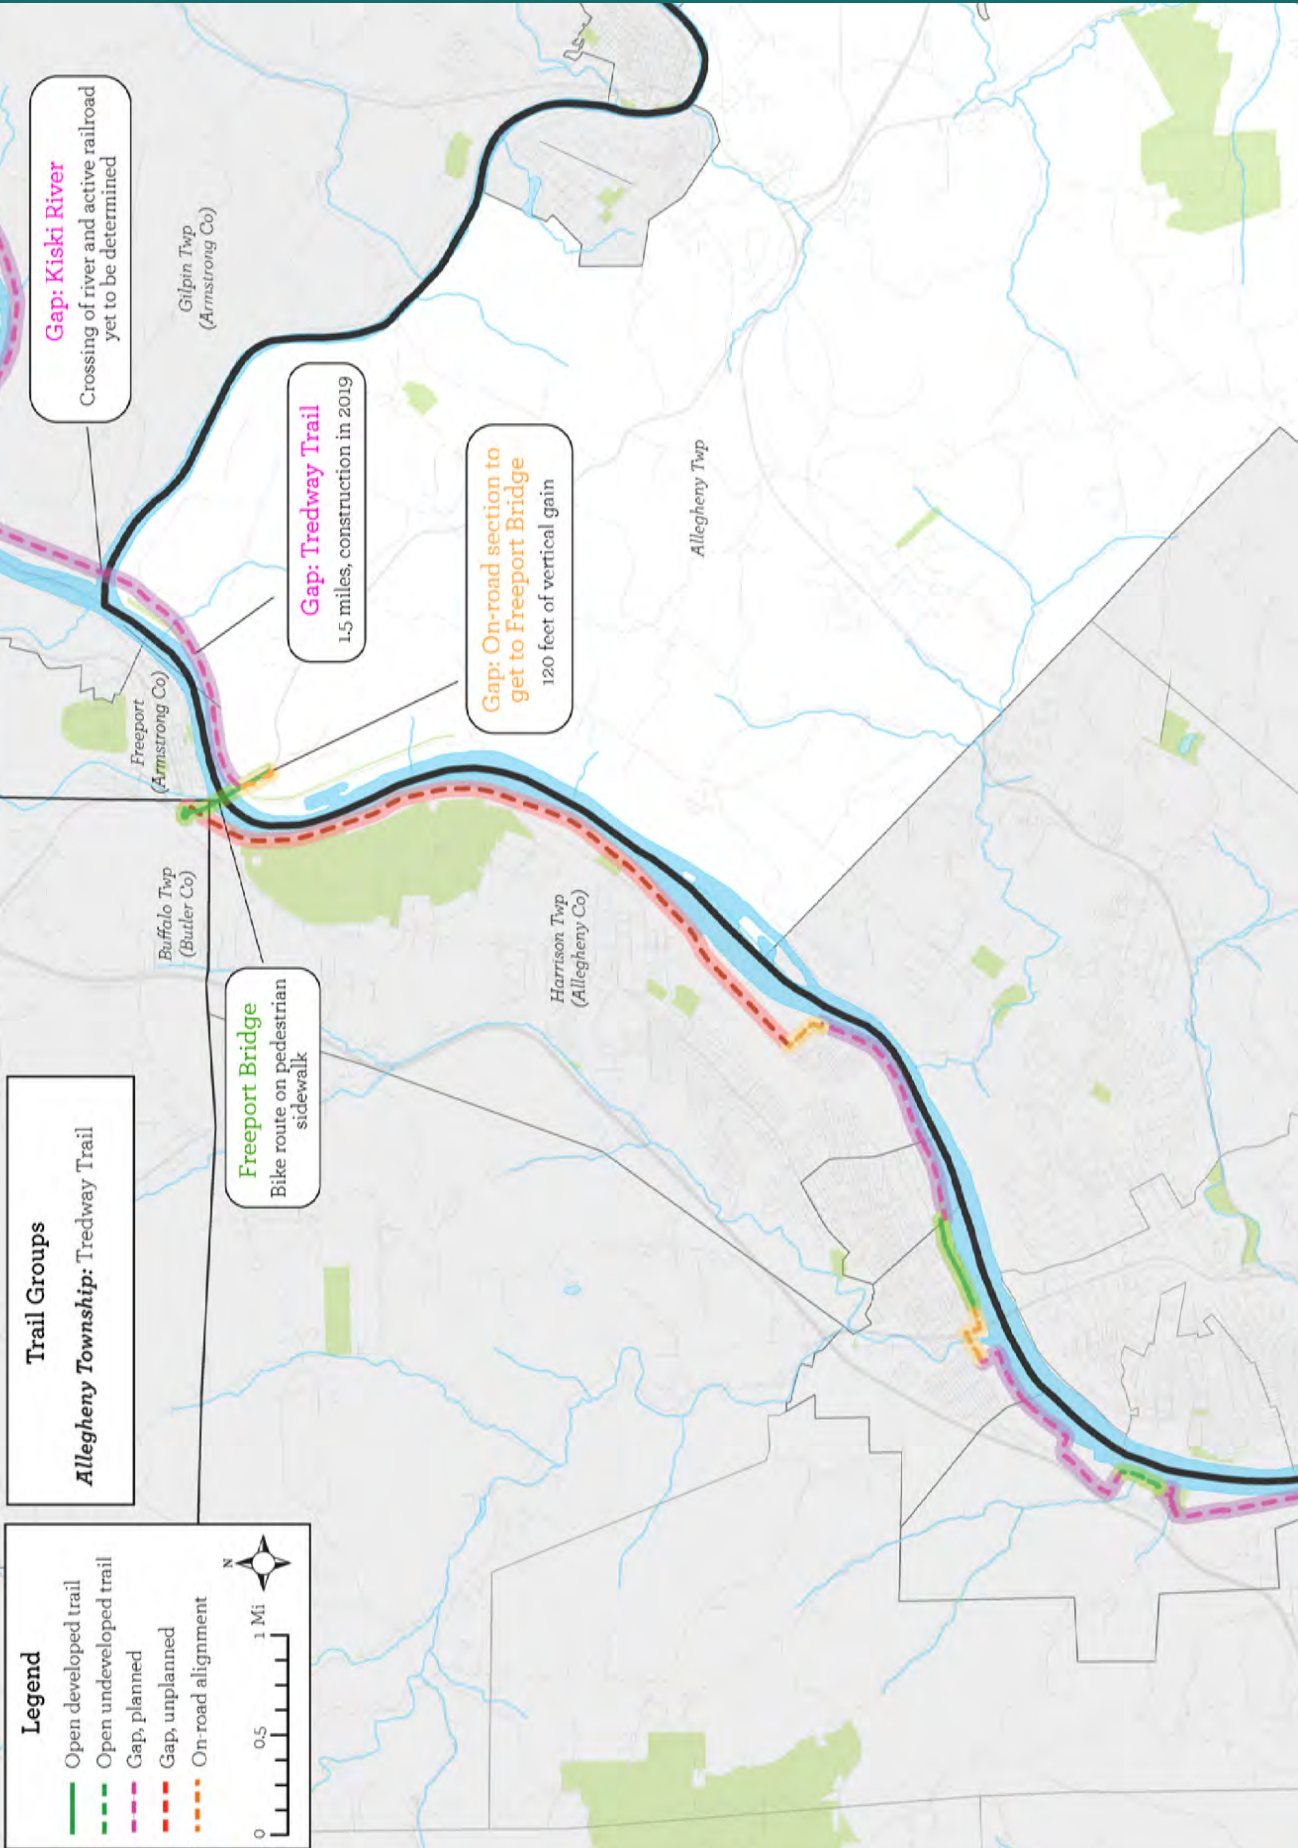 Legend
Open developed trail
Open undeveloped trail
Gap, planned
Gap, unplanned
On-road alignment
0
0.5
1 Mi
N
Trail Groups
Allegheny Township: Tredway Trail
Freeport Bridge
Bike route on pedestrian
sidewalk
Buffalo Twp
(Butler Co)
Freeport
(Armstrong Co)
Gap: Kiski River
Crossing of river and active railroad
yet to be determined
Gilpin Twp
(Armstrong Co)
Gap: Tredway Trail
1.5 miles, construction in 2019
Gap: On-road section to
get to Freeport Bridge
120 feet of vertical gain
Harrison Twp
(Allegheny Co)
Allegheny Twp